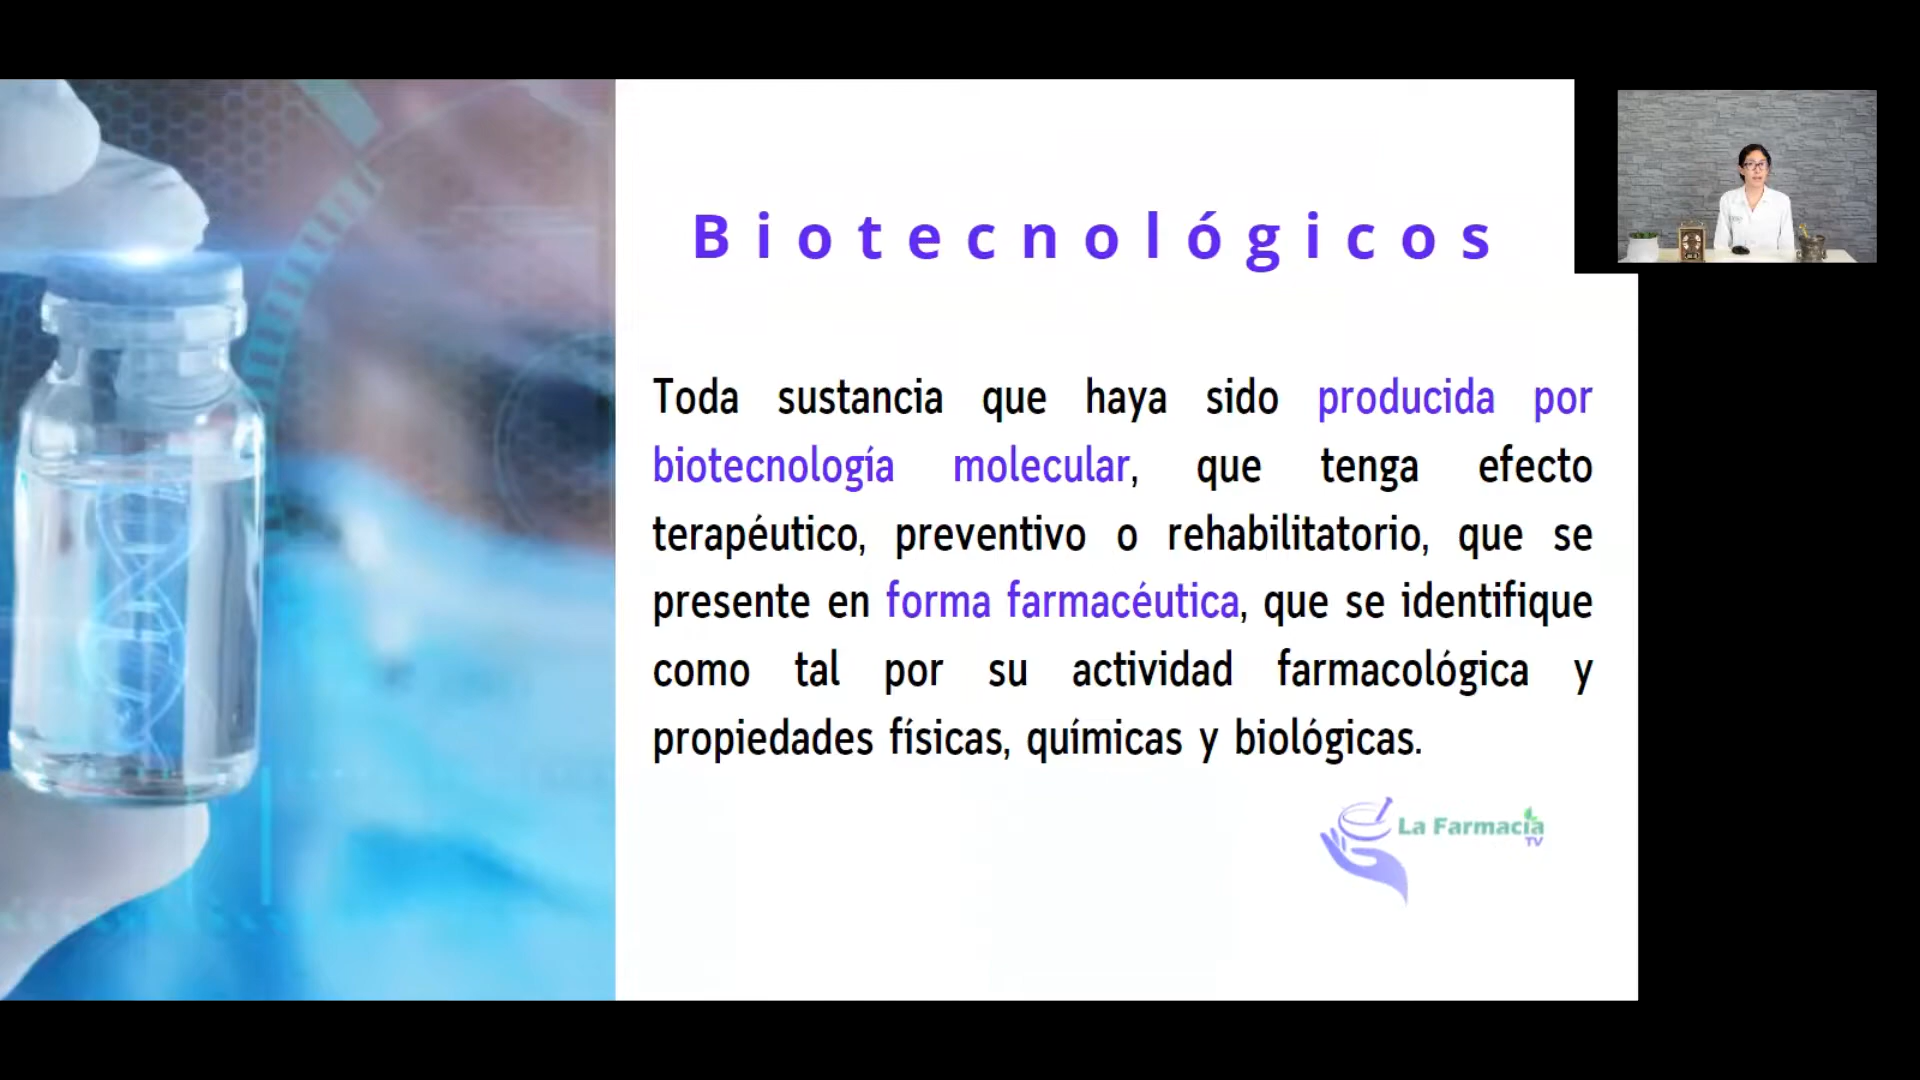 Biotecnológicos
Toda sustancia que haya sido producida por
biotecnología molecular, que tenga efecto
terapéutico, preventivo o rehabilitatorio, que se
presente en forma farmacéutica, que se identifique
como tal por su actividad farmacológica y
propiedades físicas, químicas y biológicas.
La Farmacia
TV